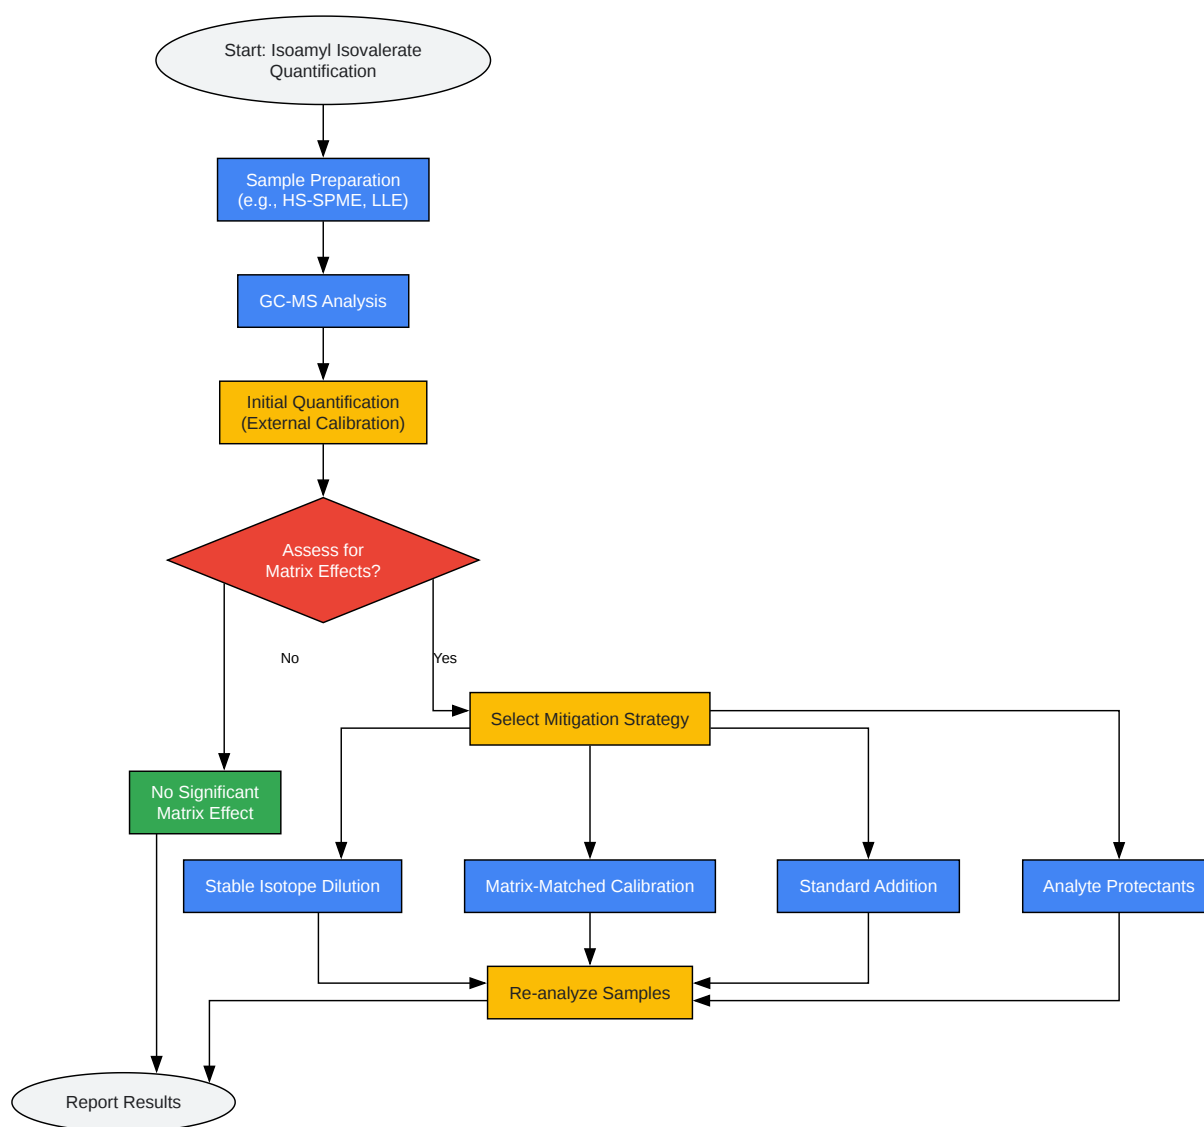 Start: Isoamyl Isovalerate
Quantification
Sample Preparation
(e.g., HS-SPME, LLE)
GC-MS Analysis
Initial Quantification
(External Calibration)
Assess for
Matrix Effects?
No
Yes
Select Mitigation Strategy
No Significant
Matrix Effect
Stable Isotope Dilution
Matrix-Matched Calibration
Standard Addition
Analyte Protectants
Re-analyze Samples
Report Results